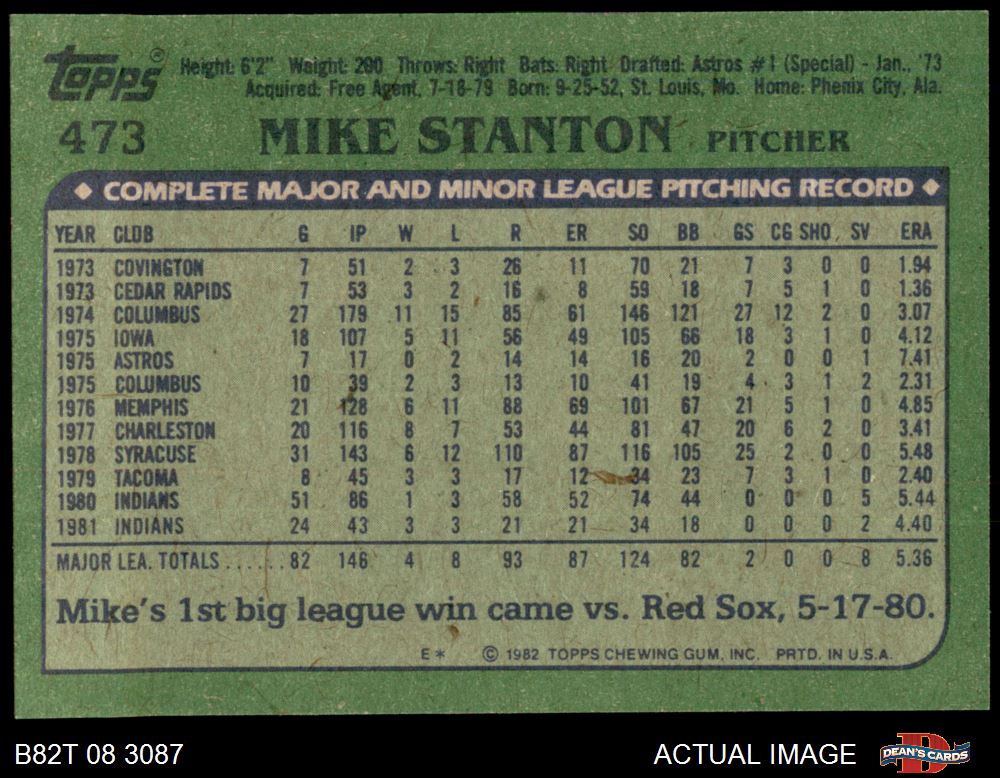 Topps® Height: 6'2" Weight: 200 Throws: Right Bats: Right Drafted: Astros #1 (Special) - Jan., '73
Acquired: Free Agent, 7-18-79 Born: 9-25-52, St. Louis, Mo. Home: Phenix City, Ala.
473 MIKE STANTON PITCHER
◆ COMPLETE MAJOR AND MINOR LEAGUE PITCHING RECORD ◆
YEAR CLUB G IP W L R ER SO BB GS CG SHO SV ERA
1973 COVINGTON 7 51 2 3 26 11 70 21 7 3 0 0 1.94
1973 CEDAR RAPIDS 7 53 3 2 16 8 59 18 7 5 1 0 1.36
1974 COLUMBUS 27 179 11 15 85 61 146 121 27 12 2 0 3.07
1975 IOWA 18 107 5 11 56 49 105 66 18 3 1 0 4.12
1975 ASTROS 7 17 0 2 14 14 16 20 2 0 0 1 7.41
1975 COLUMBUS 10 39 2 3 13 10 41 19 4 3 1 2 2.31
1976 MEMPHIS 21 128 6 11 88 69 101 67 21 5 1 0 4.85
1977 CHARLESTON 20 116 8 7 53 44 81 47 20 6 2 0 3.41
1978 SYRACUSE 31 143 6 12 110 87 116 105 25 2 0 0 5.48
1979 TACOMA 8 45 3 3 17 12 34 23 7 3 1 0 2.40
1980 INDIANS 51 86 1 3 58 52 74 44 0 0 0 5 5.44
1981 INDIANS 24 43 3 3 21 21 34 18 0 0 0 2 4.40
MAJOR LEA. TOTALS ...... 82 146 4 8 93 87 124 82 2 0 0 8 5.36
Mike's 1st big league win came vs. Red Sox, 5-17-80.
E* © 1982 TOPPS CHEWING GUM, INC. PRTD. IN U.S.A.
B82T 08 3087 ACTUAL IMAGE DEAN'S CARDS